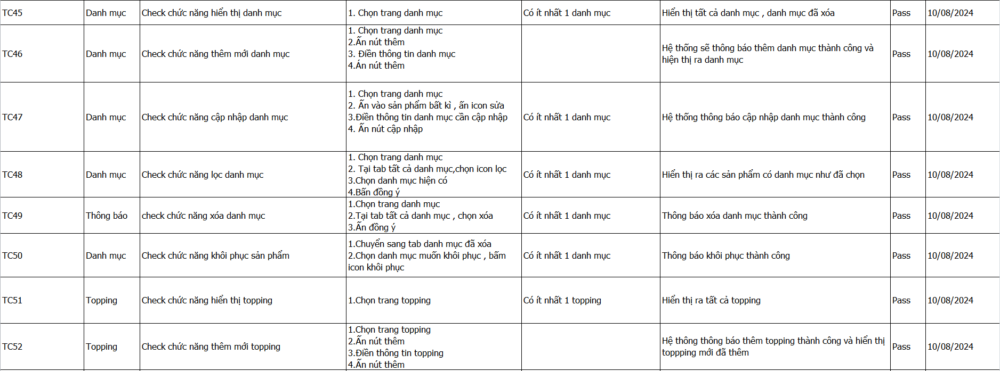 TC45 Danh mục Check chức năng hiển thị danh mục 1. Chọn trang danh mục Có ít nhất 1 danh mục Hiển thị tất cả danh mục , danh mục đã xóa Pass 10/08/2024
TC46 Danh mục Check chức năng thêm mới danh mục
1. Chọn trang danh mục
2.Ấn nút thêm
3. Điền thông tin danh mục
4.Ấn nút thêm
Hệ thống sẽ thông báo thêm danh mục thành công và
hiện thị ra danh mục
Pass 10/08/2024
TC47 Danh mục Check chức năng cập nhập danh mục
1. Chọn trang danh mục
2. Ấn vào sản phẩm bất kì , ấn icon sửa
3.Điền thông tin danh mục cần cập nhập
4. Ấn nút cập nhập
Có ít nhất 1 danh mục Hệ thống thông báo cập nhập danh mục thành công Pass 10/08/2024
TC48 Danh mục Check chức năng lọc danh mục
1. Chọn trang danh mục
2. Tại tab tất cả danh mục,chọn icon lọc
3.Chọn danh mục hiện có
4.Bấn đồng ý
Có ít nhất 1 danh mục Hiển thị ra các sản phẩm có danh mục như đã chọn Pass 10/08/2024
TC49 Thông báo check chức năng xóa danh mục
1.Chọn trang danh mục
2.Tại tab tất cả danh mục , chọn xóa
3.Ấn đồng ý
Có ít nhất 1 danh mục Thông báo xóa danh mục thành công Pass 10/08/2024
TC50 Danh mục Check chức năng khôi phục sản phẩm
1.Chuyển sang tab danh mục đã xóa
2.Chọn danh mục muốn khôi phục , bấm
icon khôi phục
Có ít nhất 1 danh mục Thông báo khôi phục thành công Pass 10/08/2024
TC51 Topping Check chức năng hiển thị topping 1.Chọn trang topping Có ít nhất 1 topping Hiển thị ra tất cả topping Pass 10/08/2024
TC52 Topping Check chức năng thêm mới topping
1.Chọn trang topping
2.Ấn nút thêm
3.Điền thông tin topping
4.Ấn nút thêm
Hệ thông thông báo thêm topping thành công và hiển thị
toppping mới đã thêm
Pass 10/08/2024